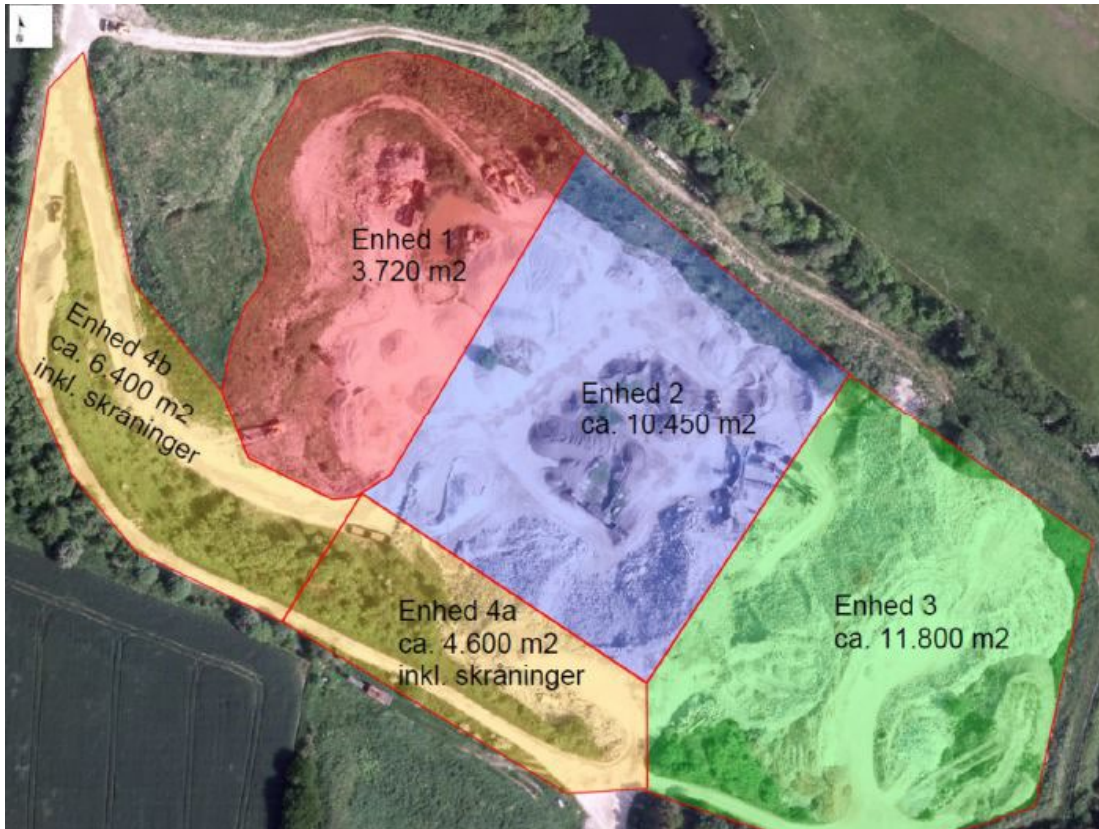 Enhed 1
3.720 m2
Enhed 2
ca. 10.450 m2
Enhed 4b
ca. 6.400 m2
inkl. skråninger
Enhed 4a
ca. 4.600 m2
inkl. skråninger
Enhed 3
ca. 11.800 m2